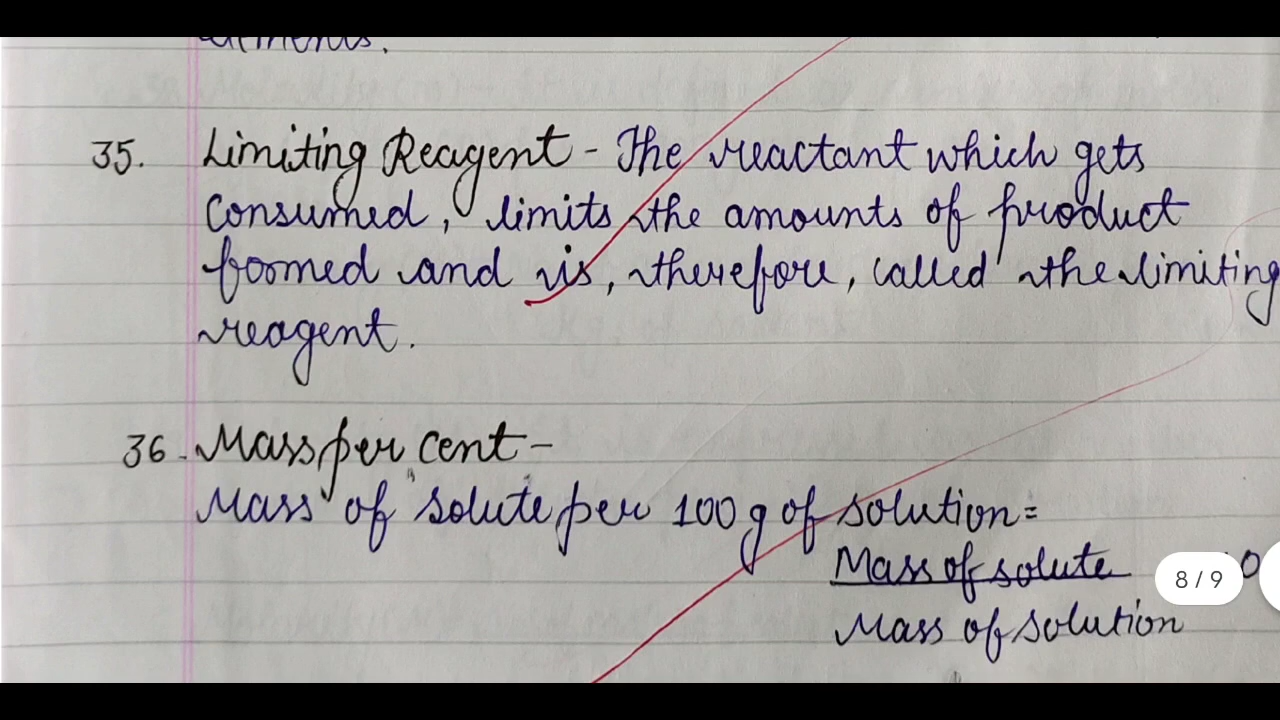 35. Limiting Reagent - The reactant which gets
consumed, limits the amounts of product
formed and is, therefore, called the limiting
reagent.
36. Mass per cent -
Mass of solute per 100 g of solution =
Mass of solute
Mass of solution
8 / 9